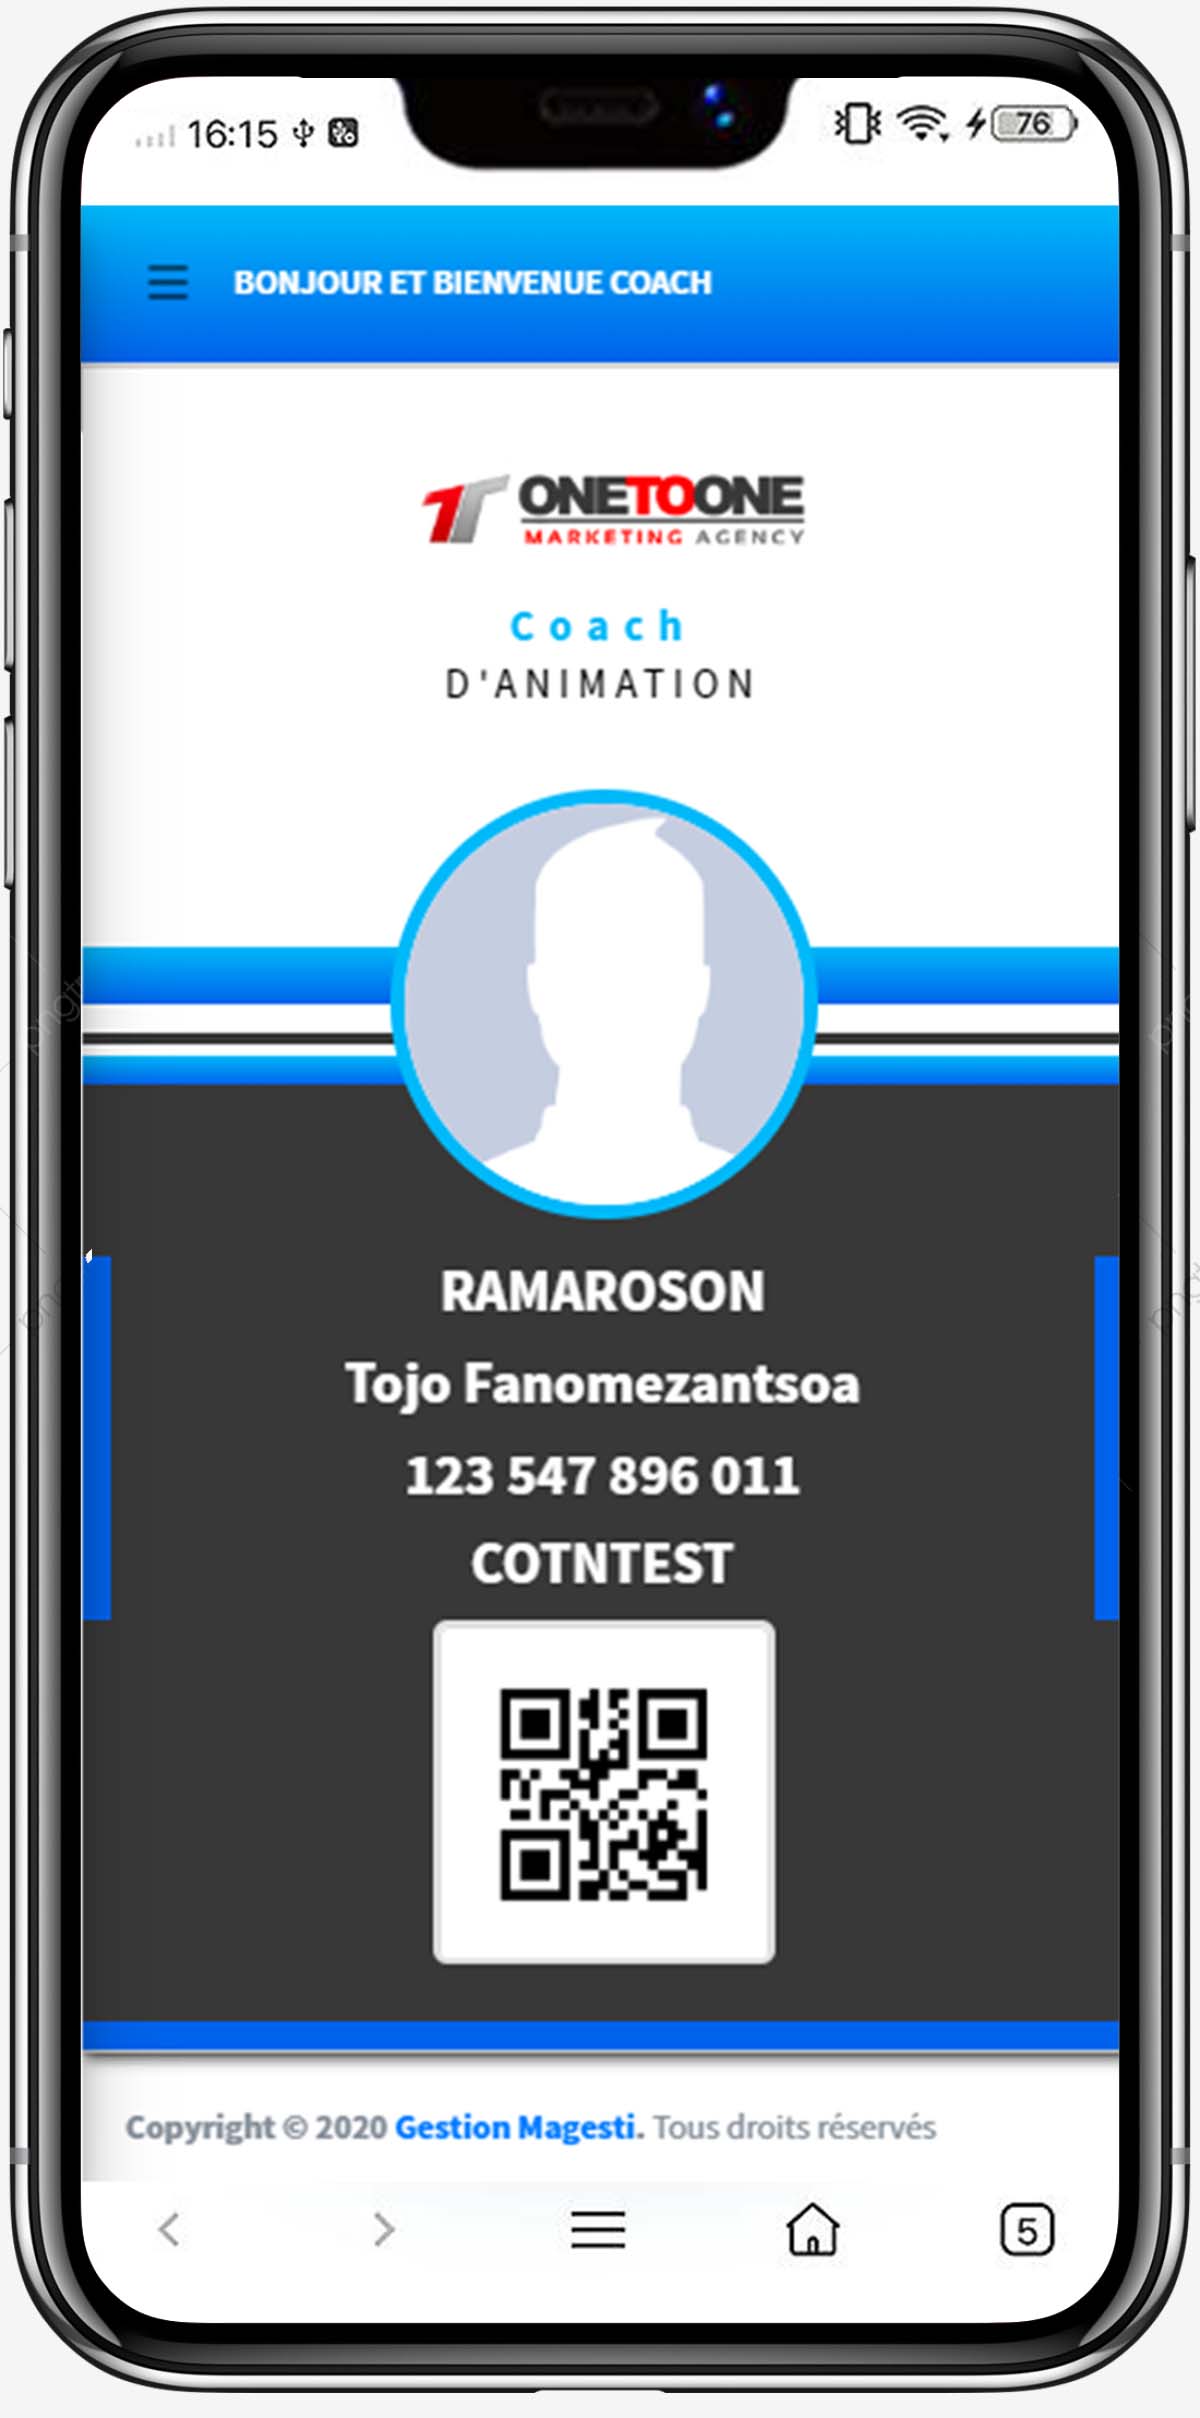 16:15
76
BONJOUR ET BIENVENUE COACH
1T ONETOONE
MARKETING AGENCY
Coach
D'ANIMATION
RAMAROSON
Tojo Fanomezantsoa
123 547 896 011
COTNTEST
Copyright © 2020 Gestion Magesti. Tous droits réservés
5